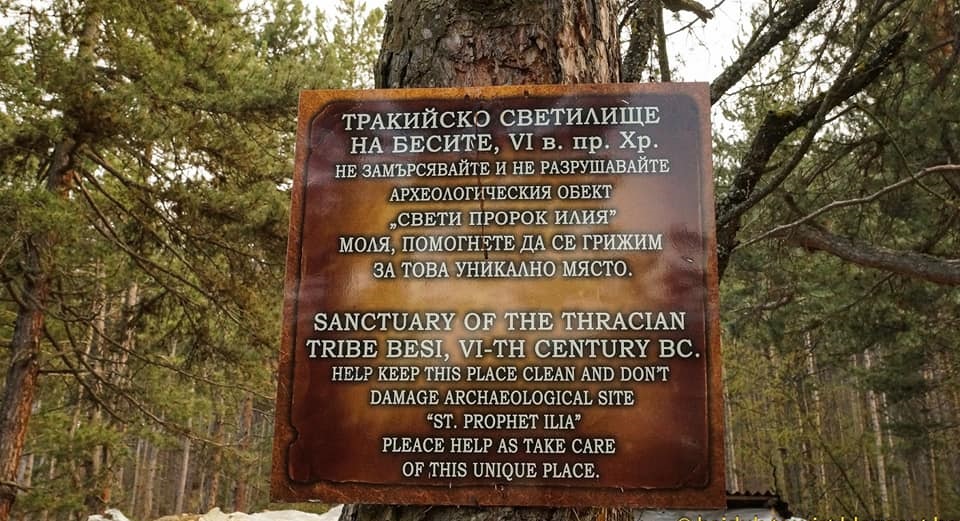 ТРАКИЙСКО СВЕТИЛИЩЕ
НА БЕСИТЕ, VI в. пр. Хр.
НЕ ЗАМЪРСЯВАЙТЕ И НЕ РАЗРУШАВАЙТЕ
АРХЕОЛОГИЧЕСКИЯ ОБЕКТ
„СВЕТИ ПРОРОК ИЛИЯ”
МОЛЯ, ПОМОГНЕТЕ ДА СЕ ГРИЖИМ
ЗА ТОВА УНИКАЛНО МЯСТО.
SANCTUARY OF THE THRACIAN
TRIBE BESI, VI-TH CENTURY BC.
HELP KEEP THIS PLACE CLEAN AND DON'T
DAMAGE ARCHAEOLOGICAL SITE
“ST. PROPHET ILIA”
PLEACE HELP AS TAKE CARE
OF THIS UNIQUE PLACE.